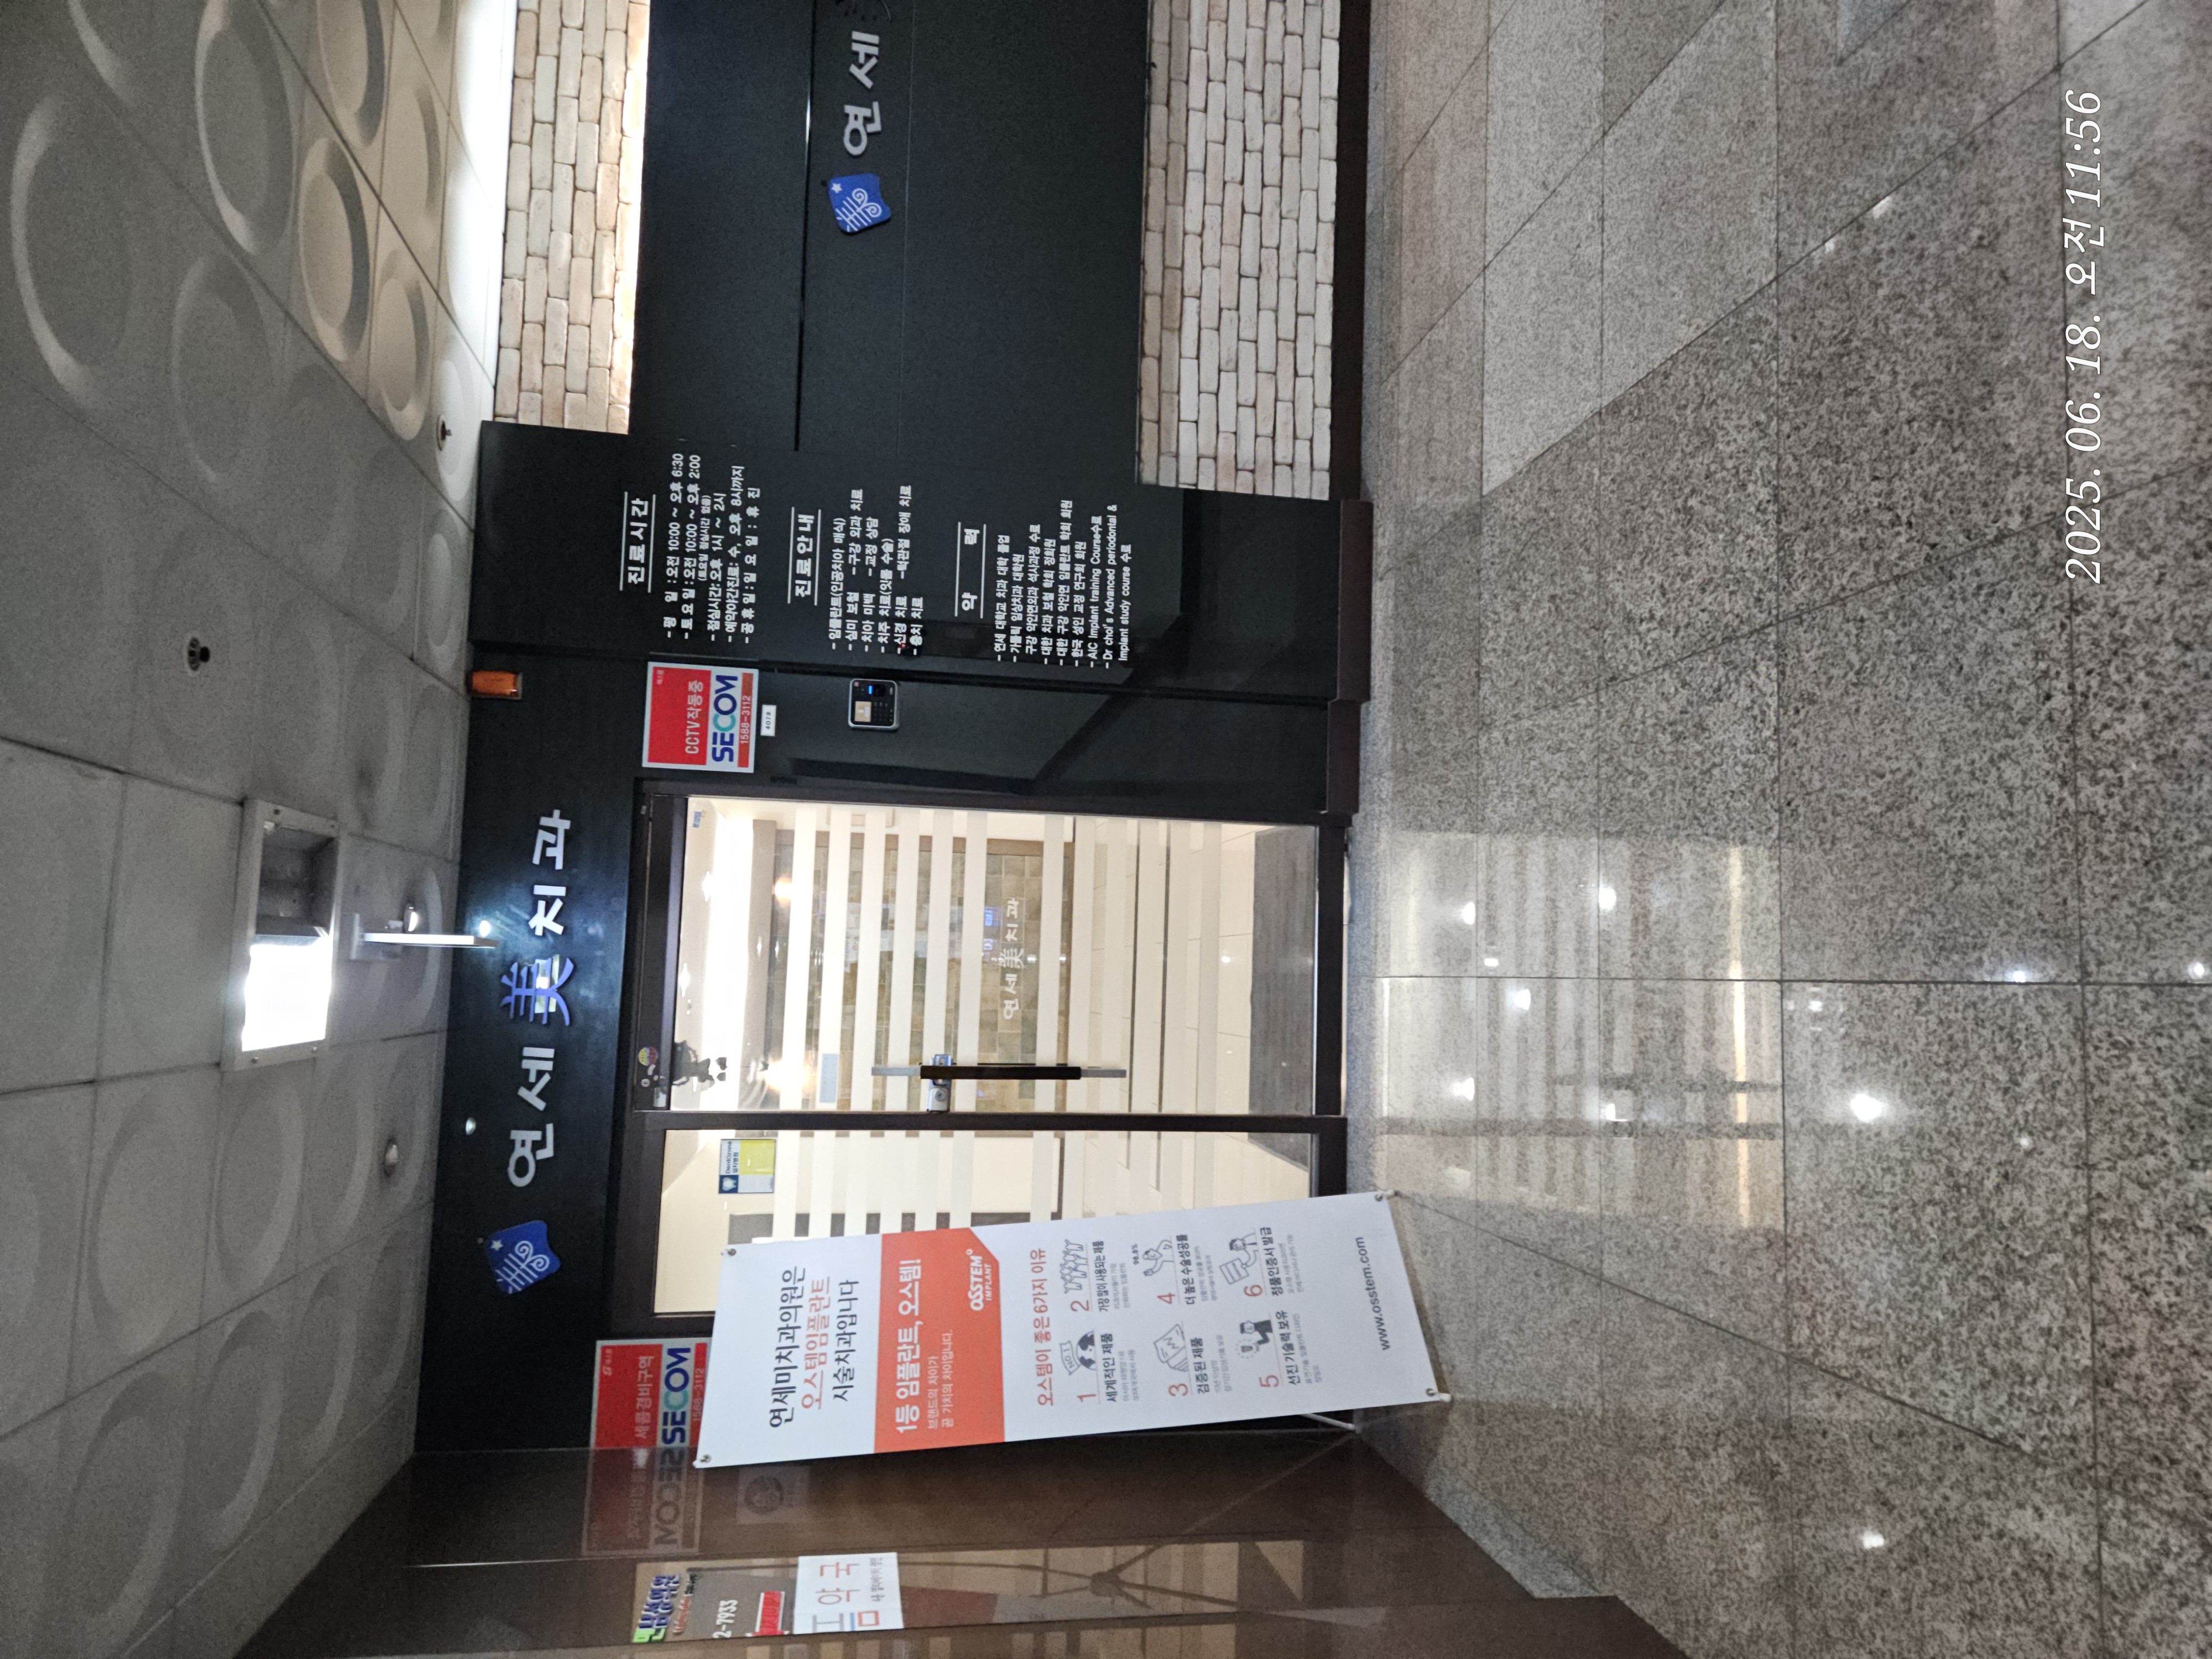 연세美치과
세콤경비구역
SECOM
1588-3112
CCTV작동중
SECOM
1588-3112
407호
2-7933
약국
연세미치과의원은
오스템임플란트
시술치과입니다
1등 임플란트, 오스템!
브랜드의 차이가
곧 가치의 차이입니다.
OSSTEM
IMPLANT
오스템이 좋은 6가지 이유
NO.1
1
세계적인 제품
2
가장 많이 사용되는 제품
3
검증된 제품
98.8%
4
더 높은 수술성공률
5
선진 기술력 보유
6
정품인증서 발급
www.osstem.com
연세美치과
진료시간
- 평 일 : 오전 10:00 ~ 오후 6:30
- 토요일 : 오전 10:00 ~ 오후 2:00
(토요일 점심시간 없음)
- 점심시간: 오후 1시 ~ 2시
- 예약야간진료: 수, 오후 8시까지
- 공휴일 : 일요일 : 휴진
진료안내
- 임플란트(인공치아 매식)
- 심미 보철 - 구강 외과 치료
- 치아 미백 - 교정 상담
- 치주 치료(잇몸 수술)
- 신경 치료 - 턱관절 장애 치료
- 충치 치료
약 력
- 연세 대학교 치과 대학 졸업
- 가톨릭 임상치과 대학원
구강 악안면외과 석사과정 수료
- 대한 치과 보철 학회 정회원
- 대한 구강 악안면 임플란트 학회 회원
- 한국 성인 교정 연구회 회원
- AIC Implant training Course수료
- Dr choi's Advanced periodontal &
Implant study course 수료
연세
2025. 06. 18. 오전 11:56